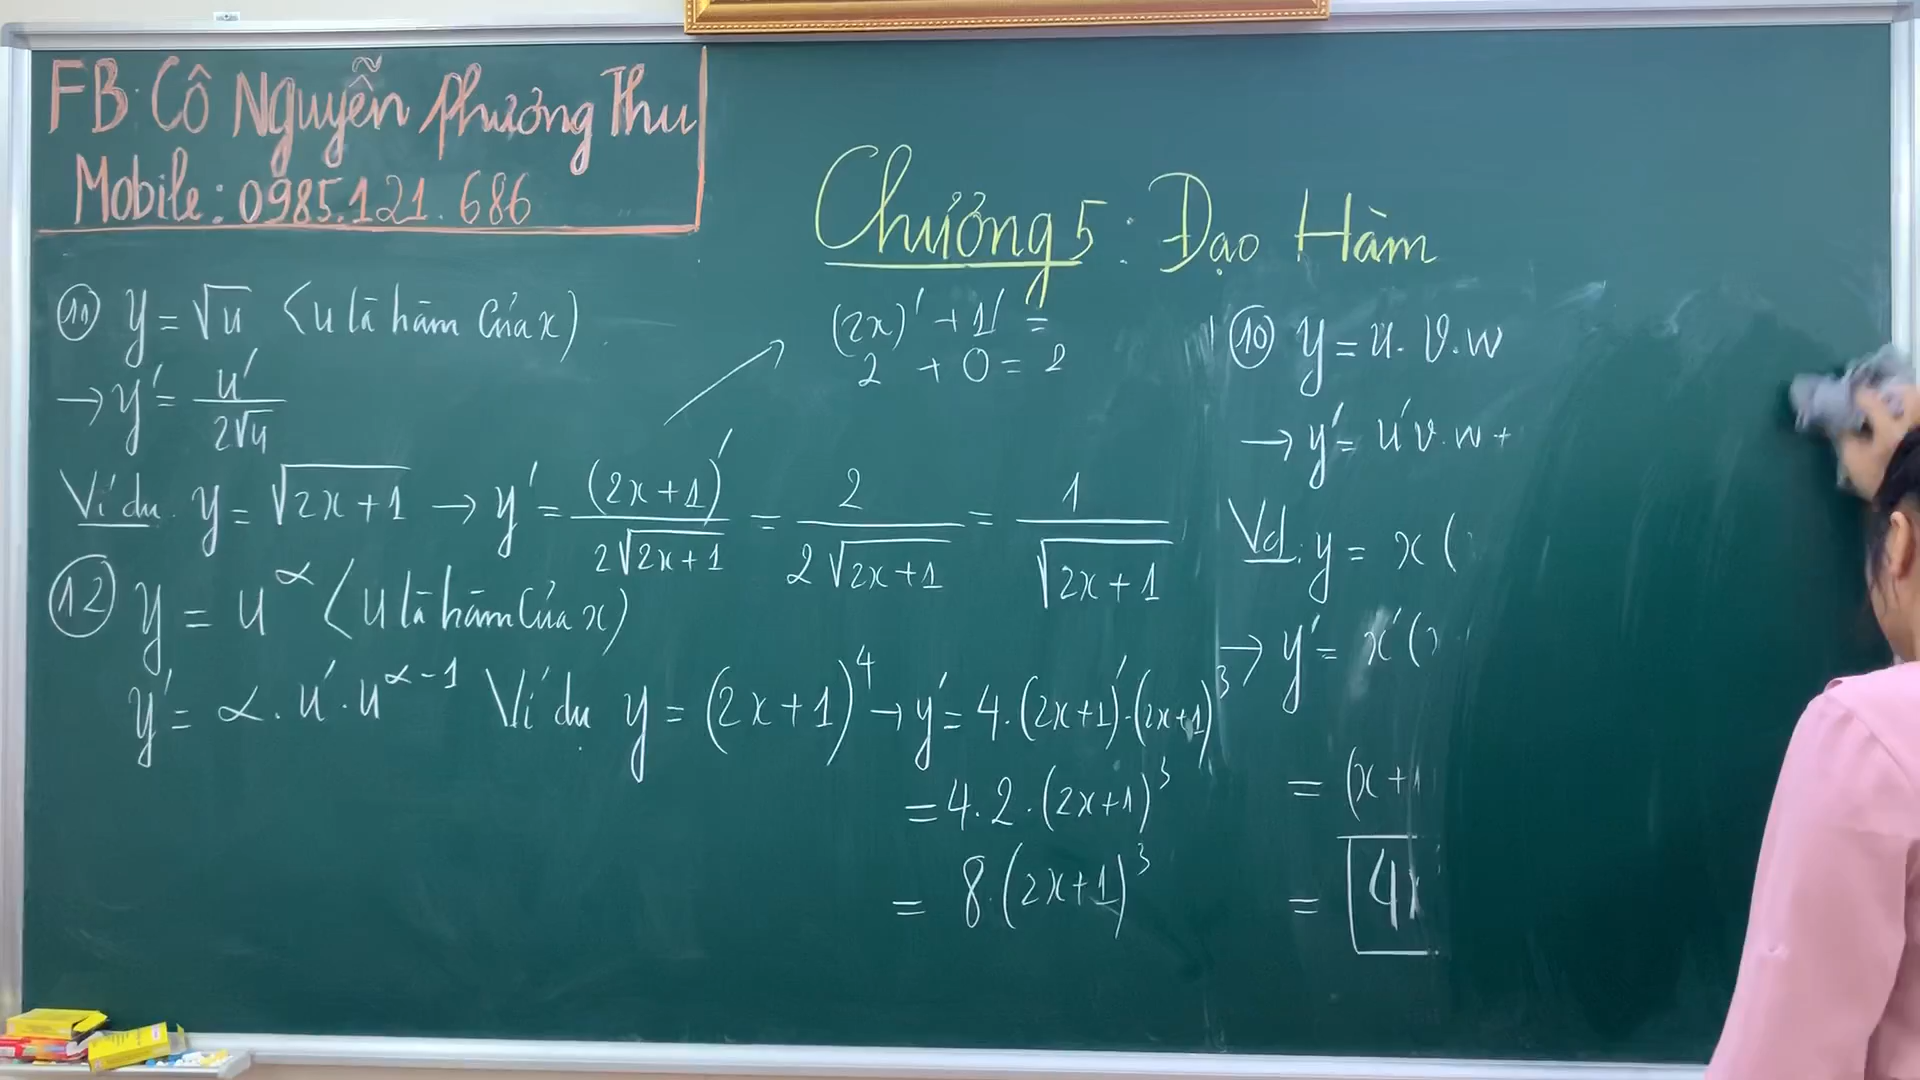 FB: Cô Nguyễn Phương Thu
Mobile: 0985.121.686
Chương 5: Đạo Hàm
⑪ y = √u (u là hàm của x)
→ y' = u' / 2√u
Ví dụ. y = √(2x+1) → y' = (2x+1)' / 2√(2x+1) = 2 / 2√(2x+1) = 1 / √(2x+1)
(2x)' + 1' =
2 + 0 = 2
⑫ y = u^α (u là hàm của x)
y' = α . u' . u^(α-1) Ví dụ y = (2x+1)^4 → y' = 4.(2x+1)'.(2x+1)^3
= 4.2.(2x+1)^3
= 8.(2x+1)^3
⑩ y = u. v. w
→ y' = u'v.w +
Vd. y = x (
→ y' = x'(
= (x+1
= 4x